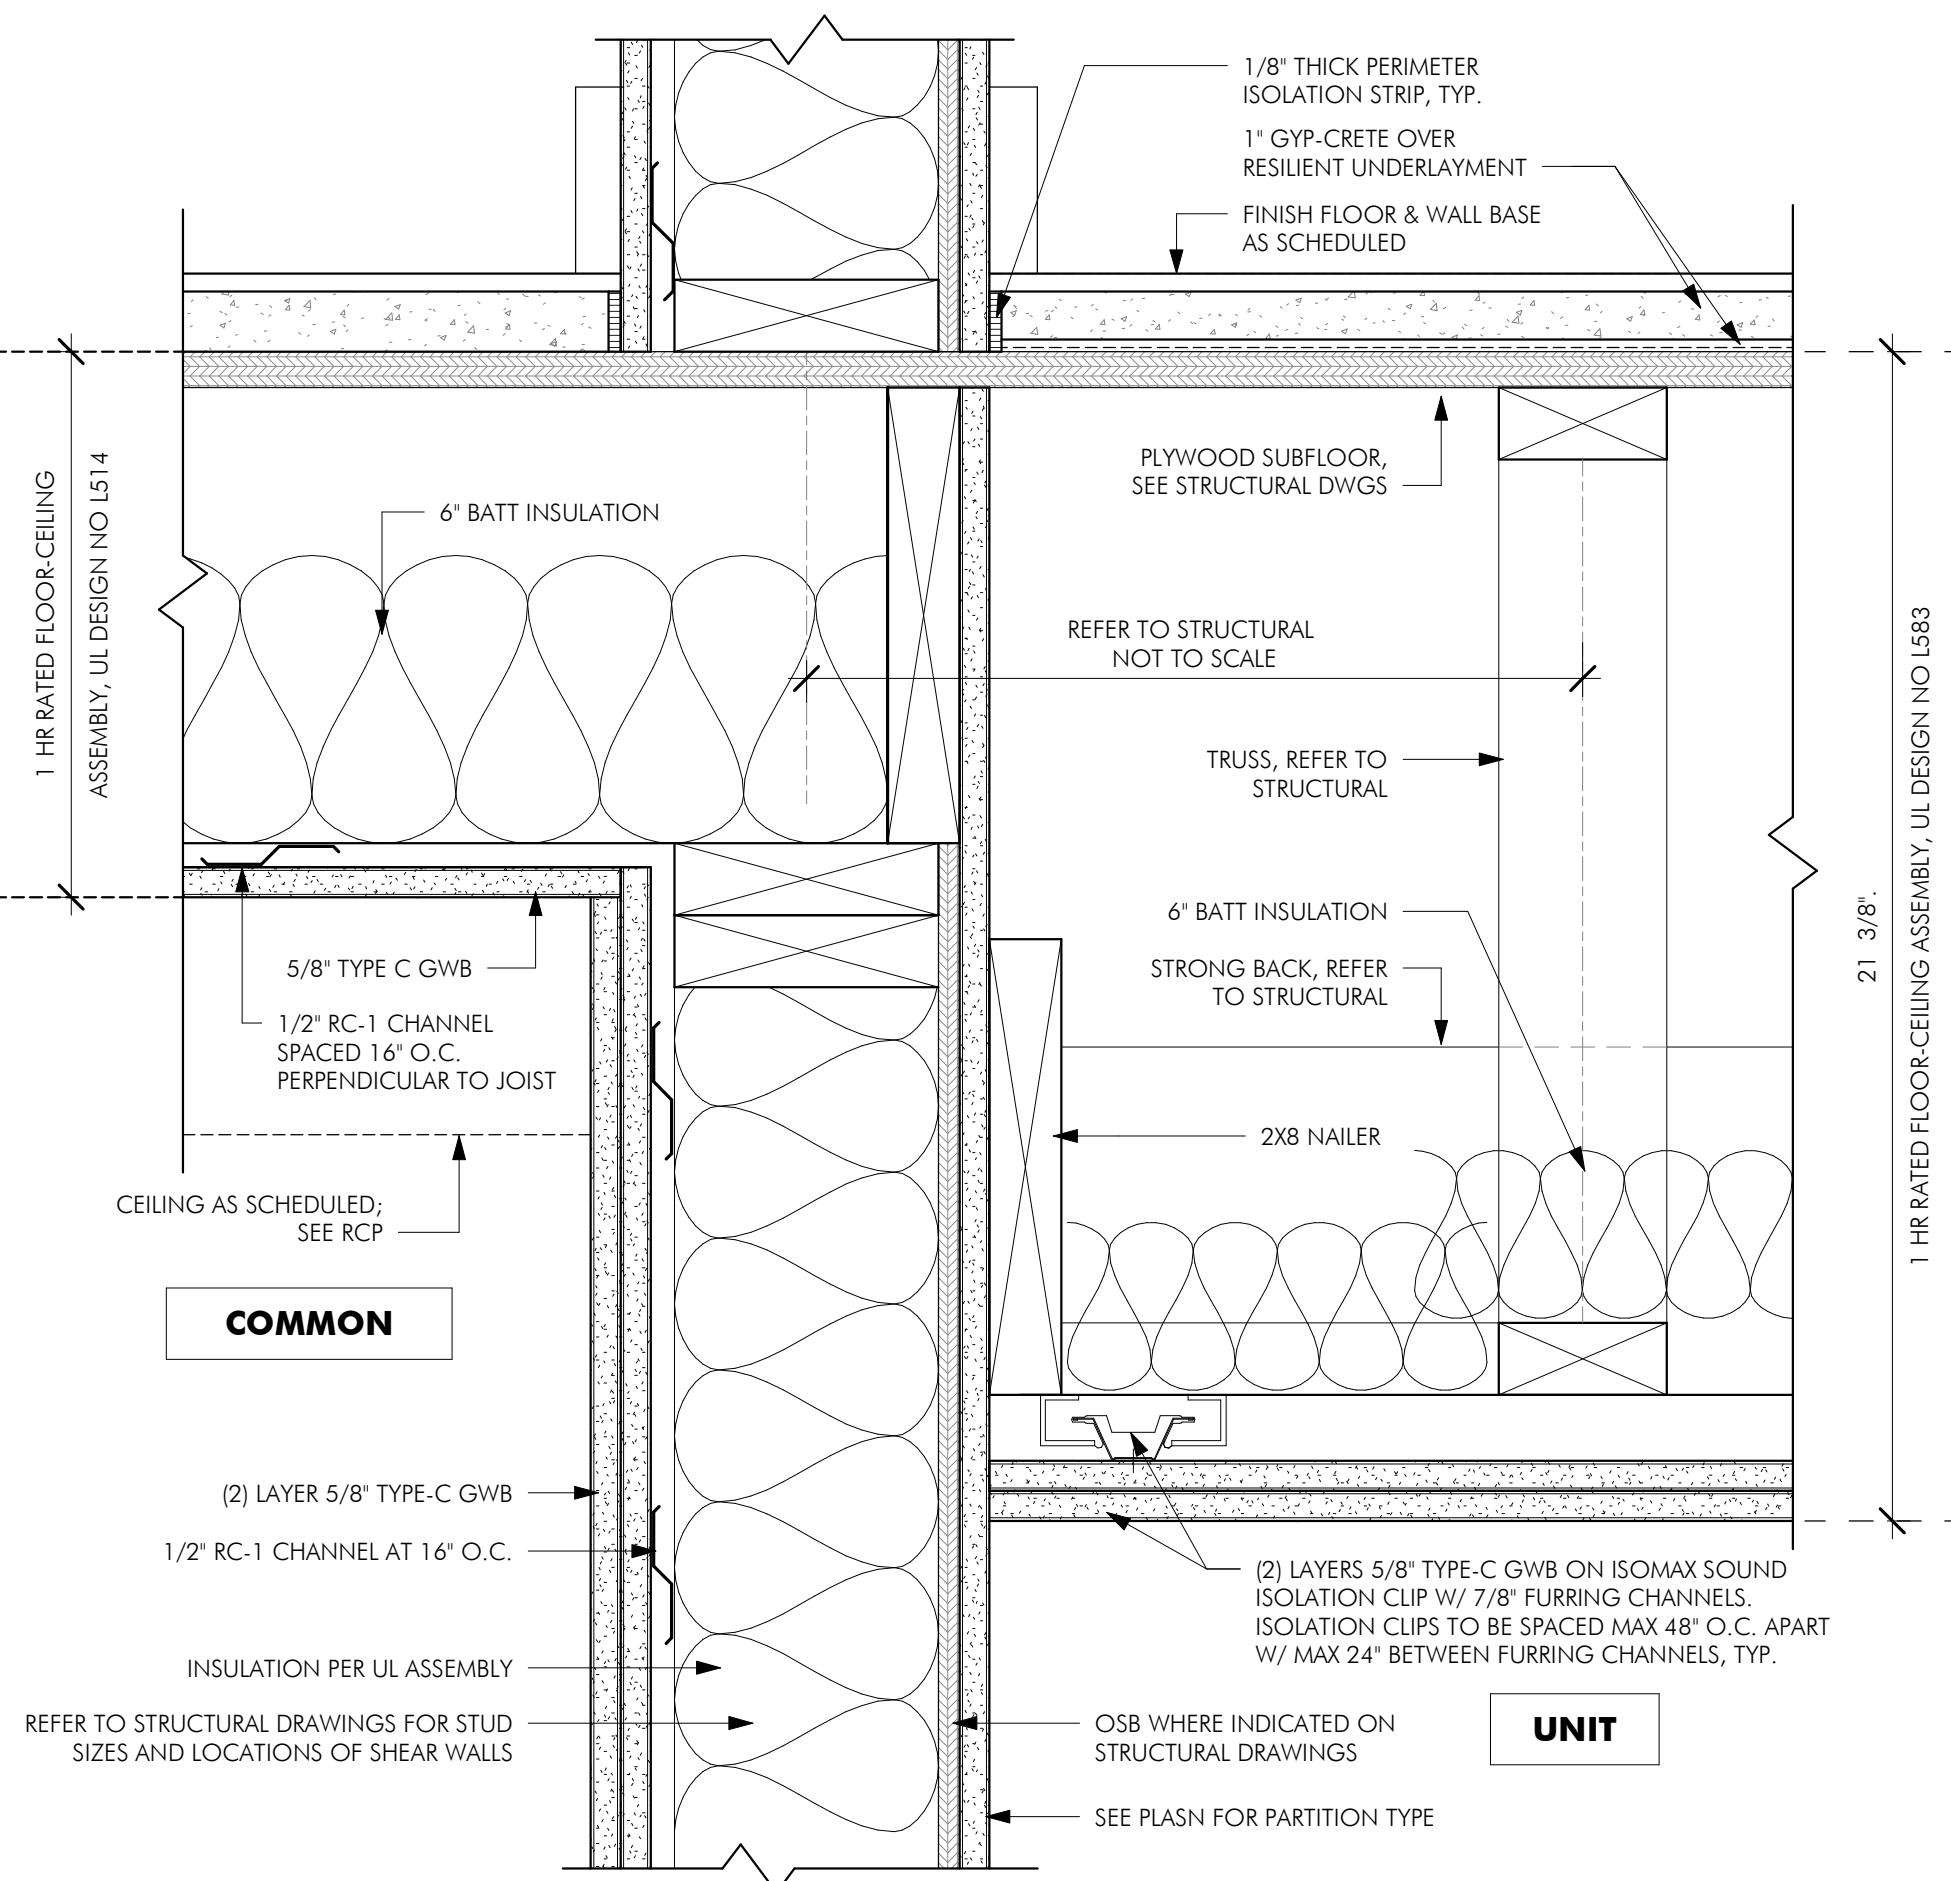 1/8" THICK PERIMETER
ISOLATION STRIP, TYP.
1" GYP-CRETE OVER
RESILIENT UNDERLAYMENT
FINISH FLOOR & WALL BASE
AS SCHEDULED
1 HR RATED FLOOR-CEILING
ASSEMBLY, UL DESIGN NO L514
6" BATT INSULATION
PLYWOOD SUBFLOOR,
SEE STRUCTURAL DWGS
REFER TO STRUCTURAL
NOT TO SCALE
TRUSS, REFER TO
STRUCTURAL
21 3/8".
1 HR RATED FLOOR-CEILING ASSEMBLY, UL DESIGN NO L583
6" BATT INSULATION
STRONG BACK, REFER
TO STRUCTURAL
5/8" TYPE C GWB
1/2" RC-1 CHANNEL
SPACED 16" O.C.
PERPENDICULAR TO JOIST
2X8 NAILER
CEILING AS SCHEDULED;
SEE RCP
COMMON
(2) LAYER 5/8" TYPE-C GWB
1/2" RC-1 CHANNEL AT 16" O.C.
(2) LAYERS 5/8" TYPE-C GWB ON ISOMAX SOUND
ISOLATION CLIP W/ 7/8" FURRING CHANNELS.
ISOLATION CLIPS TO BE SPACED MAX 48" O.C. APART
W/ MAX 24" BETWEEN FURRING CHANNELS, TYP.
INSULATION PER UL ASSEMBLY
REFER TO STRUCTURAL DRAWINGS FOR STUD
SIZES AND LOCATIONS OF SHEAR WALLS
OSB WHERE INDICATED ON
STRUCTURAL DRAWINGS
UNIT
SEE PLASN FOR PARTITION TYPE